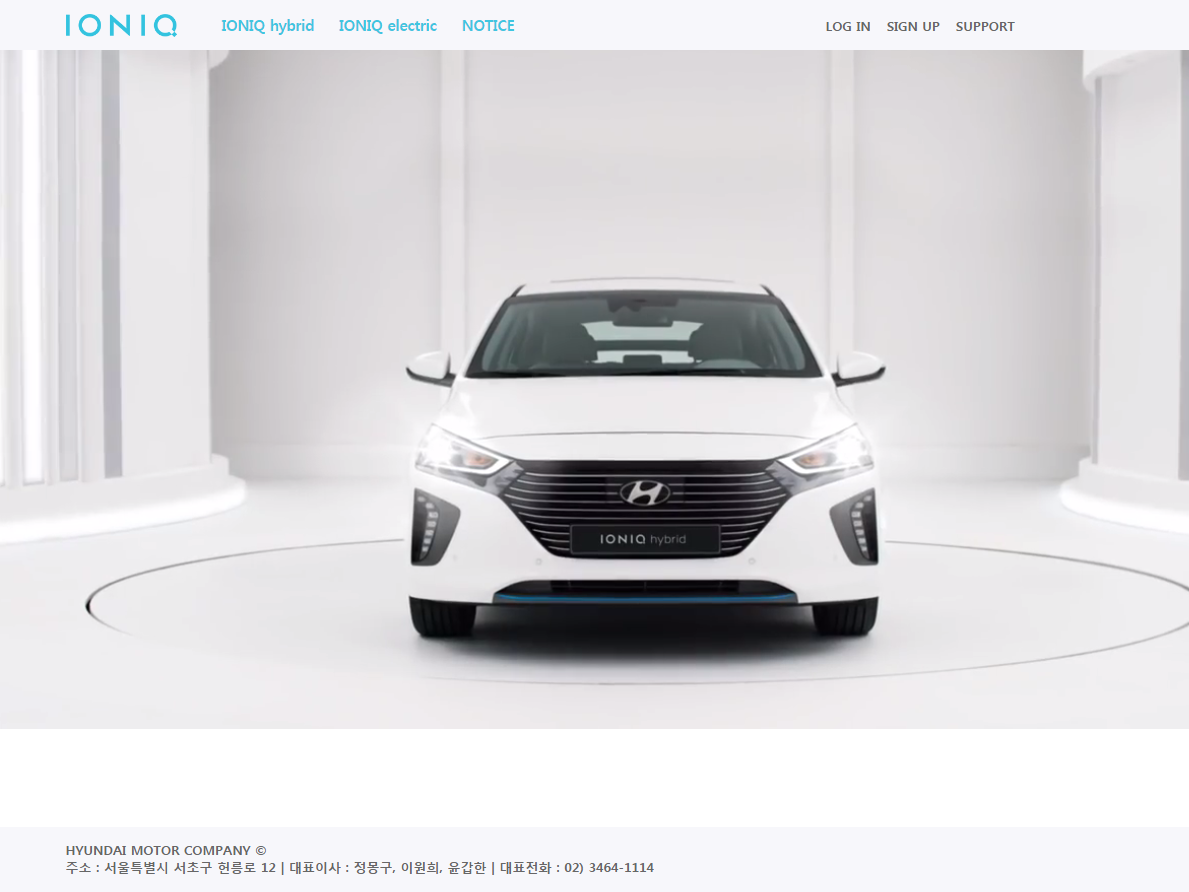 IONIQ
IONIQ hybrid IONIQ electric NOTICE
LOG IN SIGN UP SUPPORT
IONIQ hybrid
HYUNDAI MOTOR COMPANY ©
주소 : 서울특별시 서초구 헌릉로 12 | 대표이사 : 정몽구, 이원희, 윤갑한 | 대표전화 : 02) 3464-1114